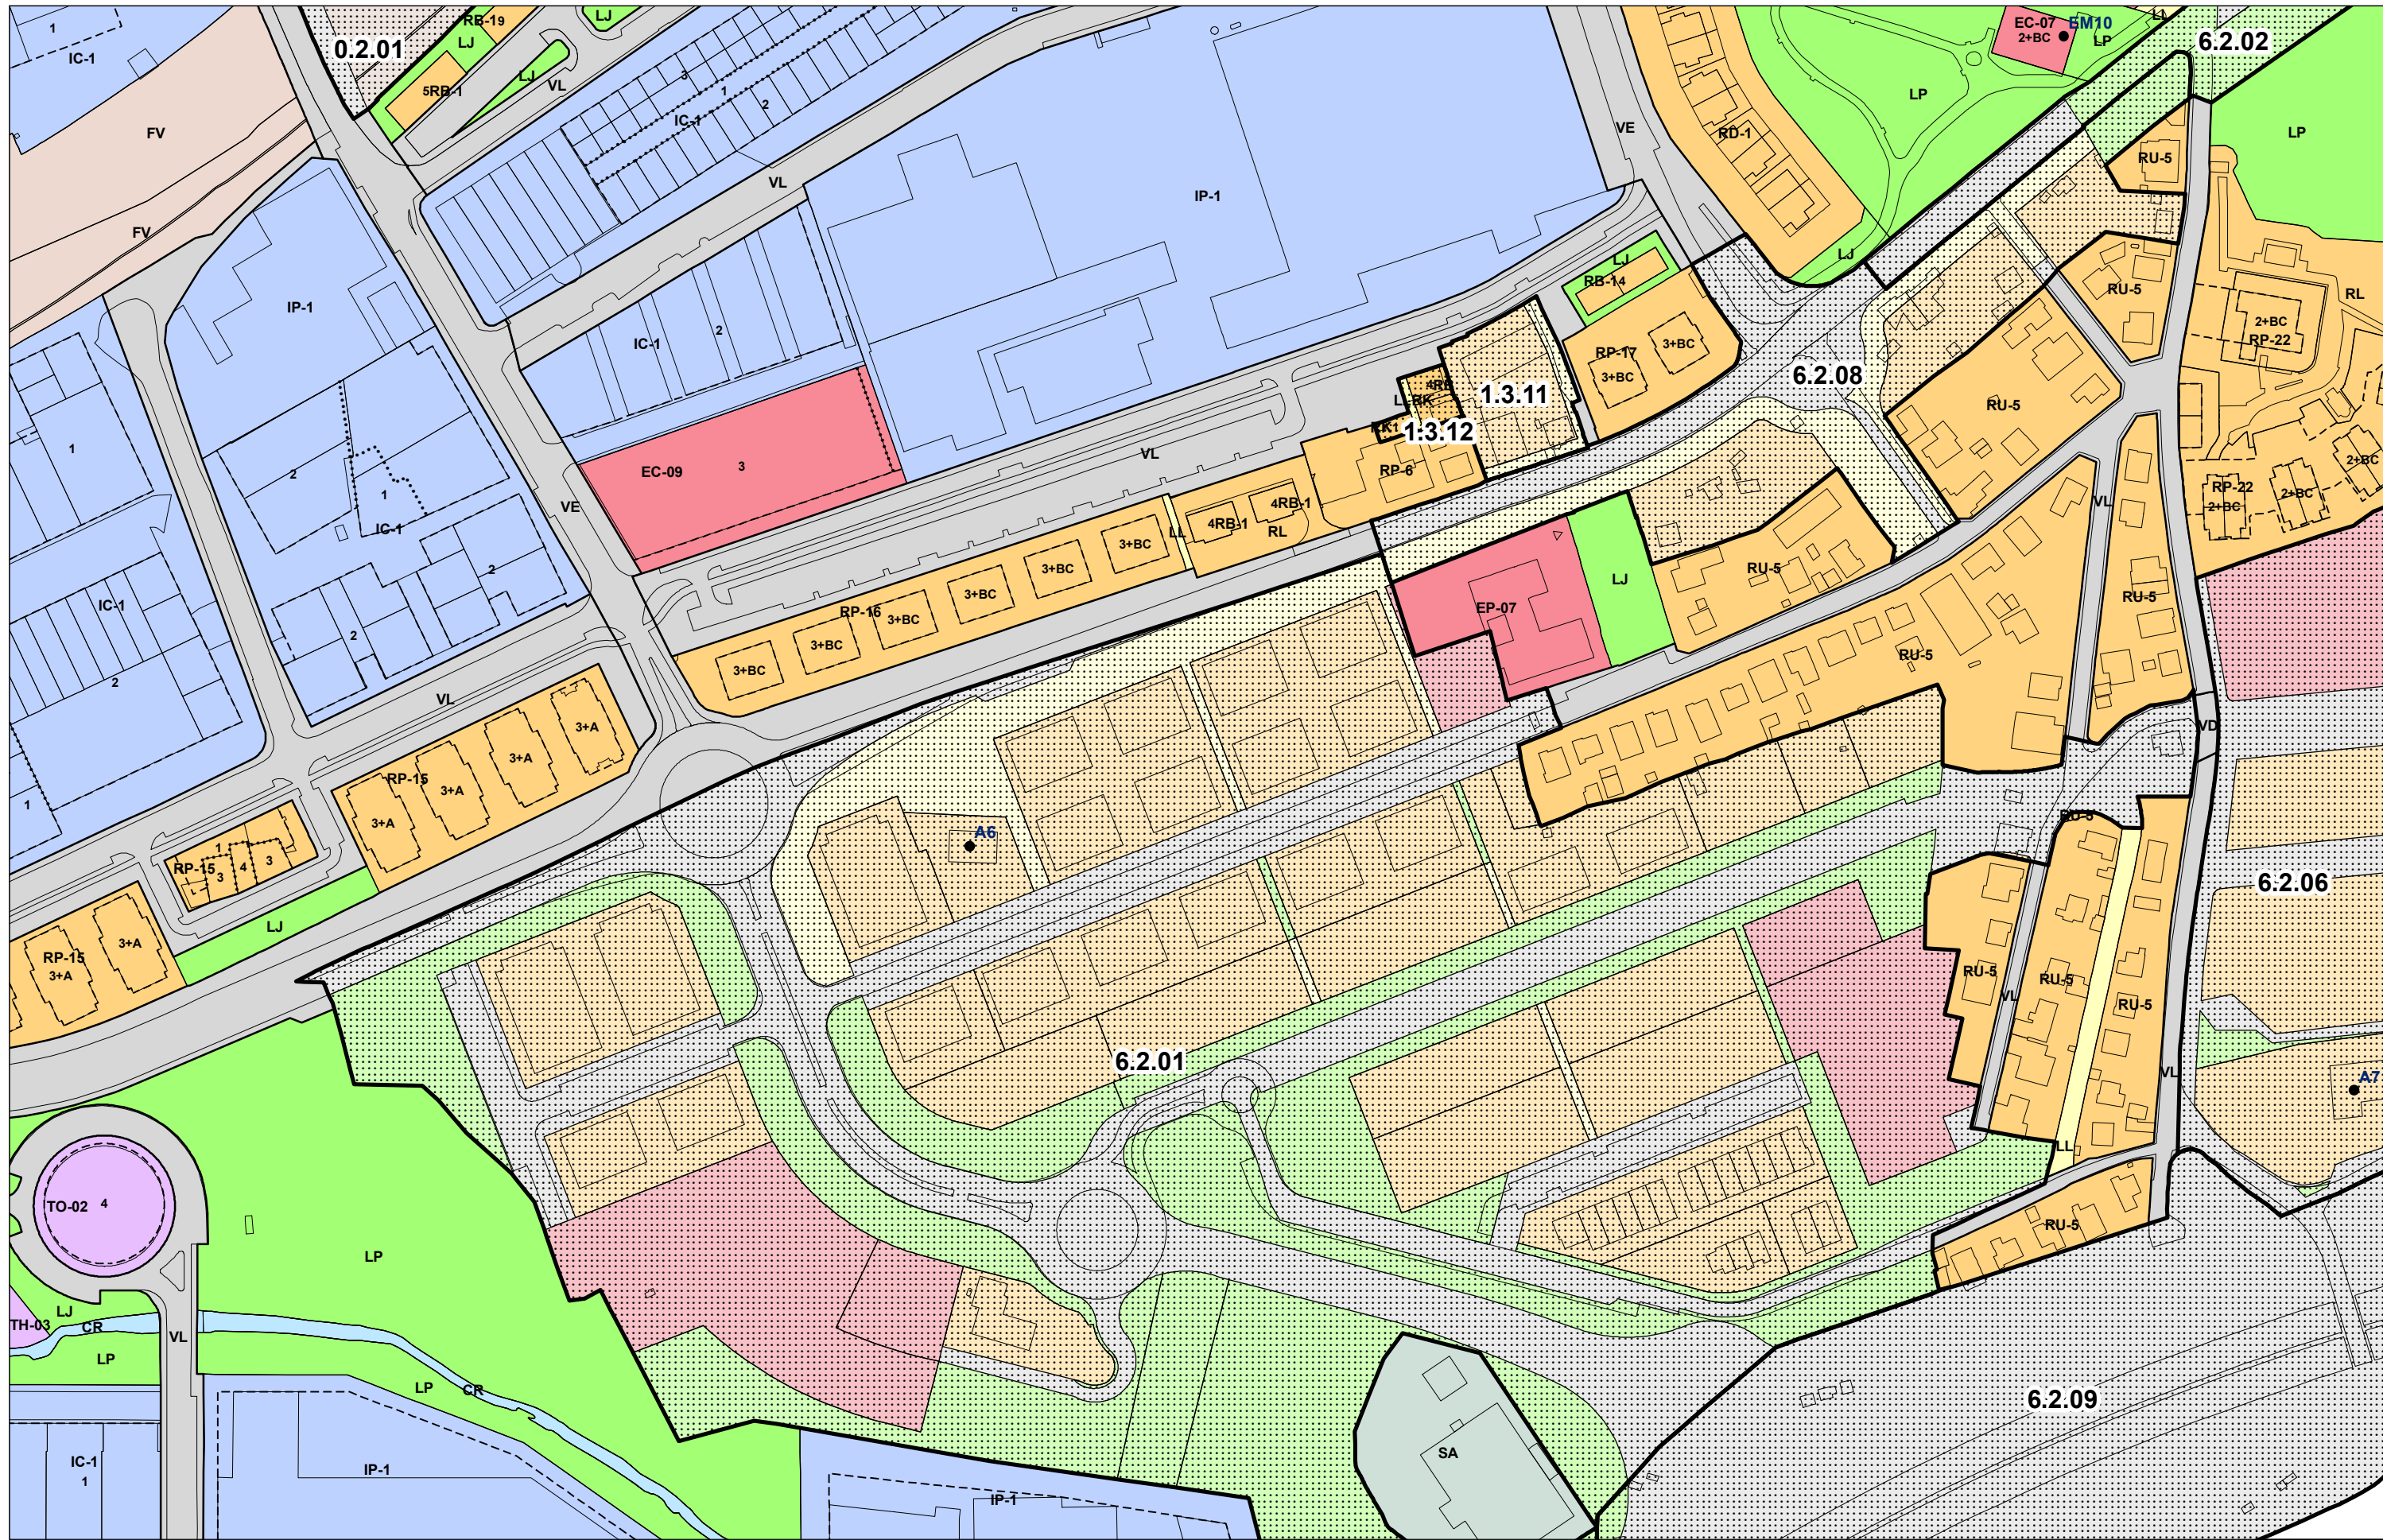 1
IC-1
0.2.01
RB-19
LJ
LJ
5RB-1
LJ
VL
3
1
2
IC-1
FV
FV
VL
VE
RD-1
EC-07
2+BC
EM10
LP
LP
6.2.02
LP
RU-5
IP-1
IP-1
IC-1
2
LJ
RB-14
LJ
RU-5
RL
2+BC
RP-22
RP-17
3+BC
3+BC
6.2.08
RU-5
1.3.11
1.3.12
RP-6
1
2
1
IC-1
VE
EC-09
3
VL
2+BC
RP-22
2+BC
2+BC
VL
4RB-1
4RB-1
RL
LL
3+BC
3+BC
3+BC
3+BC
RP-16
3+BC
3+BC
LJ
RU-5
EP-07
RU-5
RU-5
IC-1
2
2
2
VL
3+A
3+A
3+A
RP-15
3+A
VD
1
A6
RU-5
1
RP-15
3
4
3
6.2.06
LJ
RP-15
3+A
3+A
RU-5
VL
RU-5
RU-5
6.2.01
VL
A7
LL
RU-5
TO-02
4
LP
LJ
TH-03
CR
VL
LP
LP
CR
6.2.09
SA
IC-1
1
IP-1
IP-1